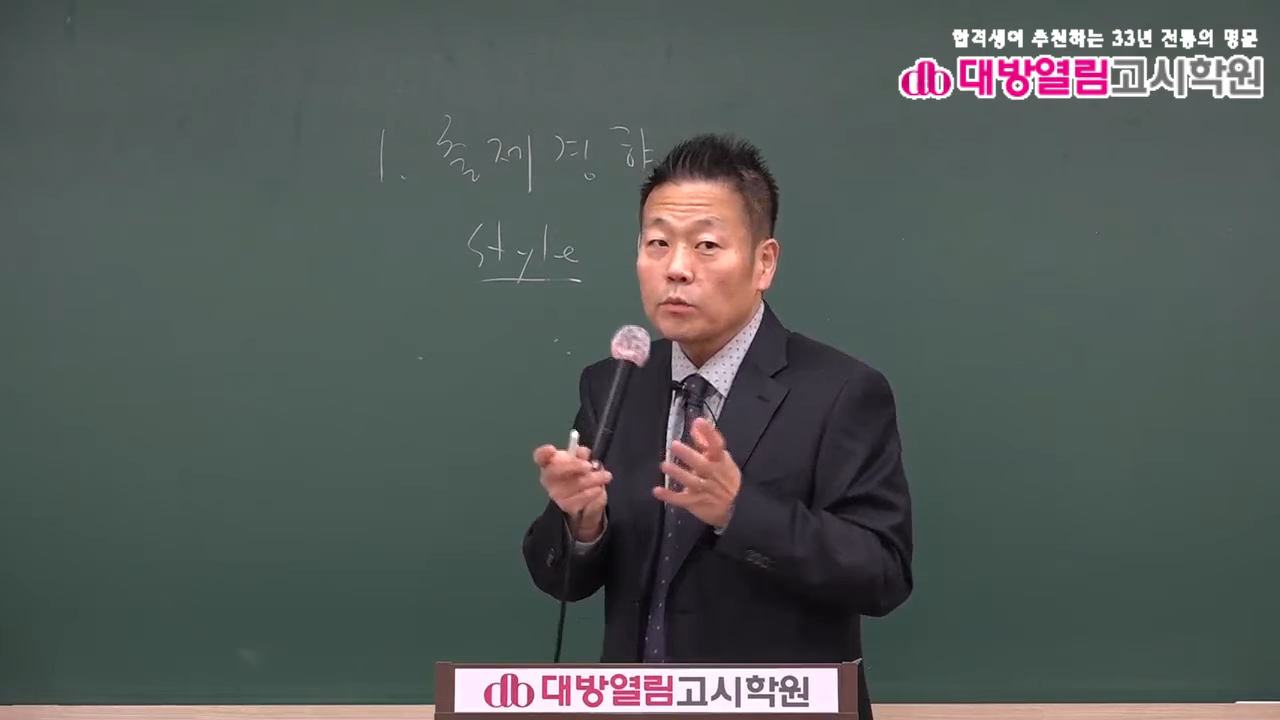 합격생이 추천하는 33년 전통의 명문
대방열림고시학원
1. 출제경향
style
대방열림고시학원